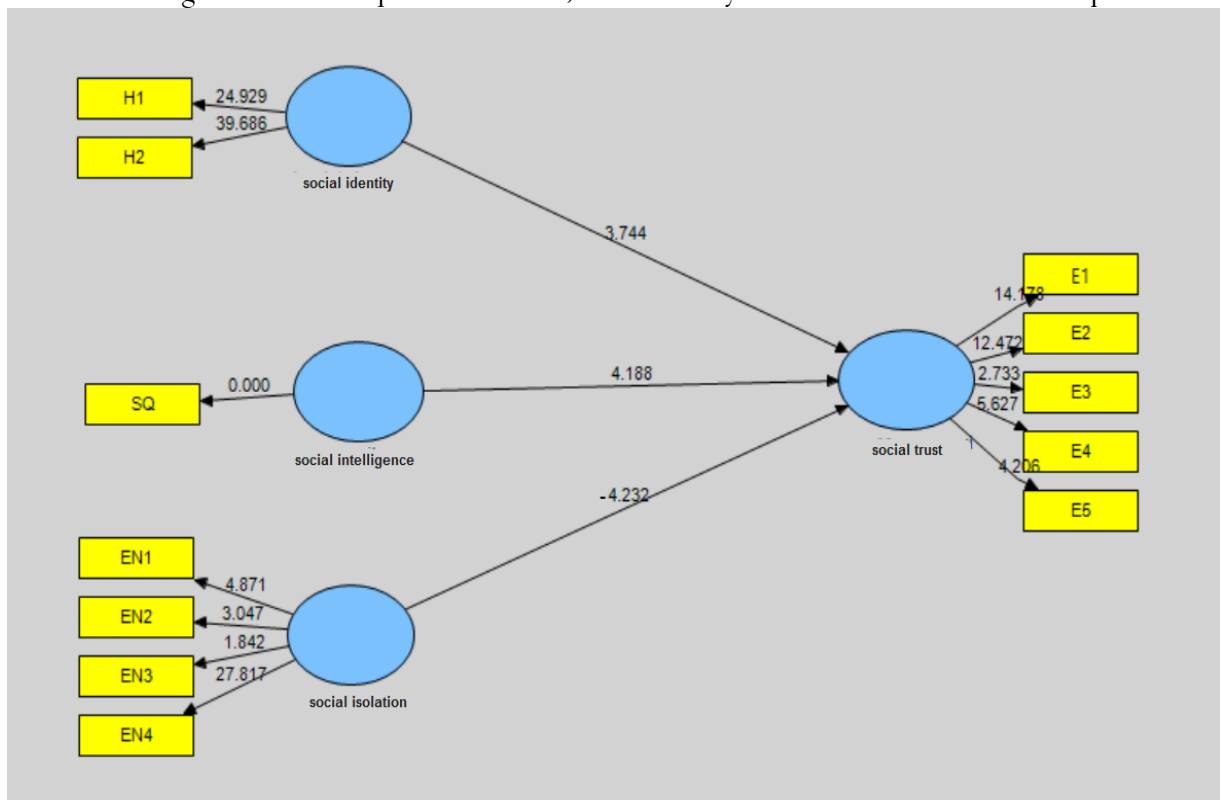 H1
24.929
39.686
H2
social identity
3.744
E1
14.178
E2
12.472
2.733
E3
5.627
E4
4.206
E5
social trust
4.188
SQ
0.000
social intelligence
-4.232
EN1
4.871
EN2
3.047
1.842
EN3
27.817
EN4
social isolation